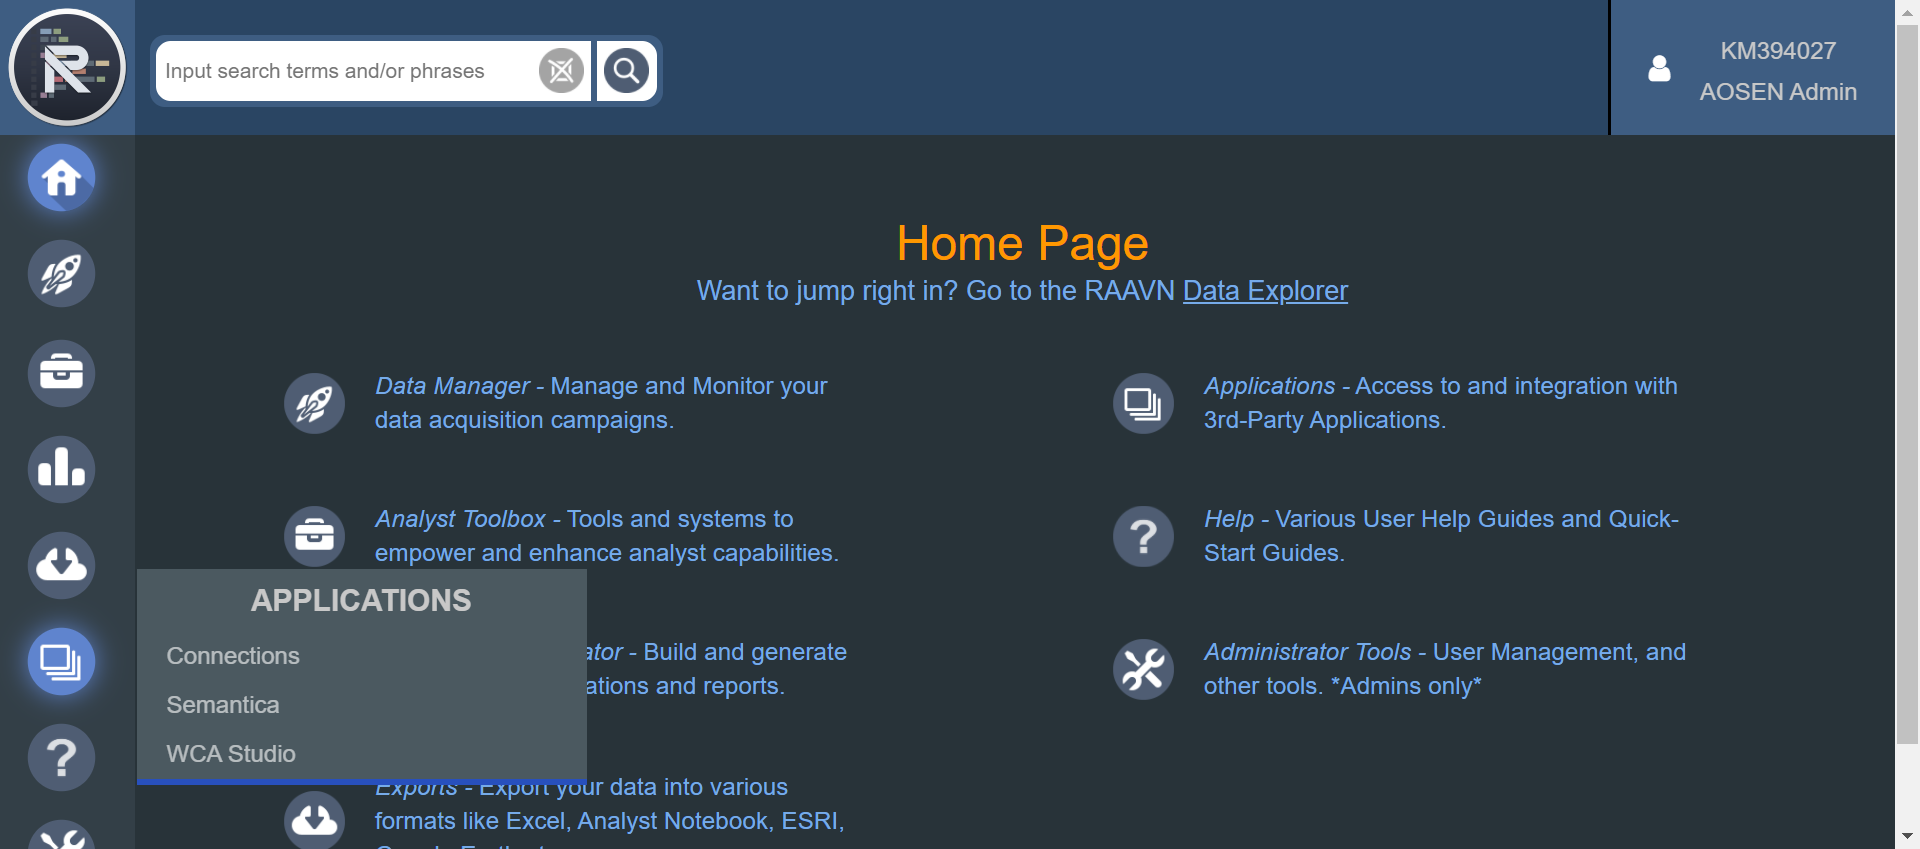 Input search terms and/or phrases
KM394027
AOSEN Admin
Home Page
Want to jump right in? Go to the RAAVN Data Explorer
Data Manager - Manage and Monitor your
data acquisition campaigns.
Applications - Access to and integration with
3rd-Party Applications.
Analyst Toolbox - Tools and systems to
empower and enhance analyst capabilities.
Help - Various User Help Guides and Quick-
Start Guides.
APPLICATIONS
Connections
Semantica
WCA Studio
ator - Build and generate
ations and reports.
Administrator Tools - User Management, and
other tools. *Admins only*
Exports - Export your data into various
formats like Excel, Analyst Notebook, ESRI,